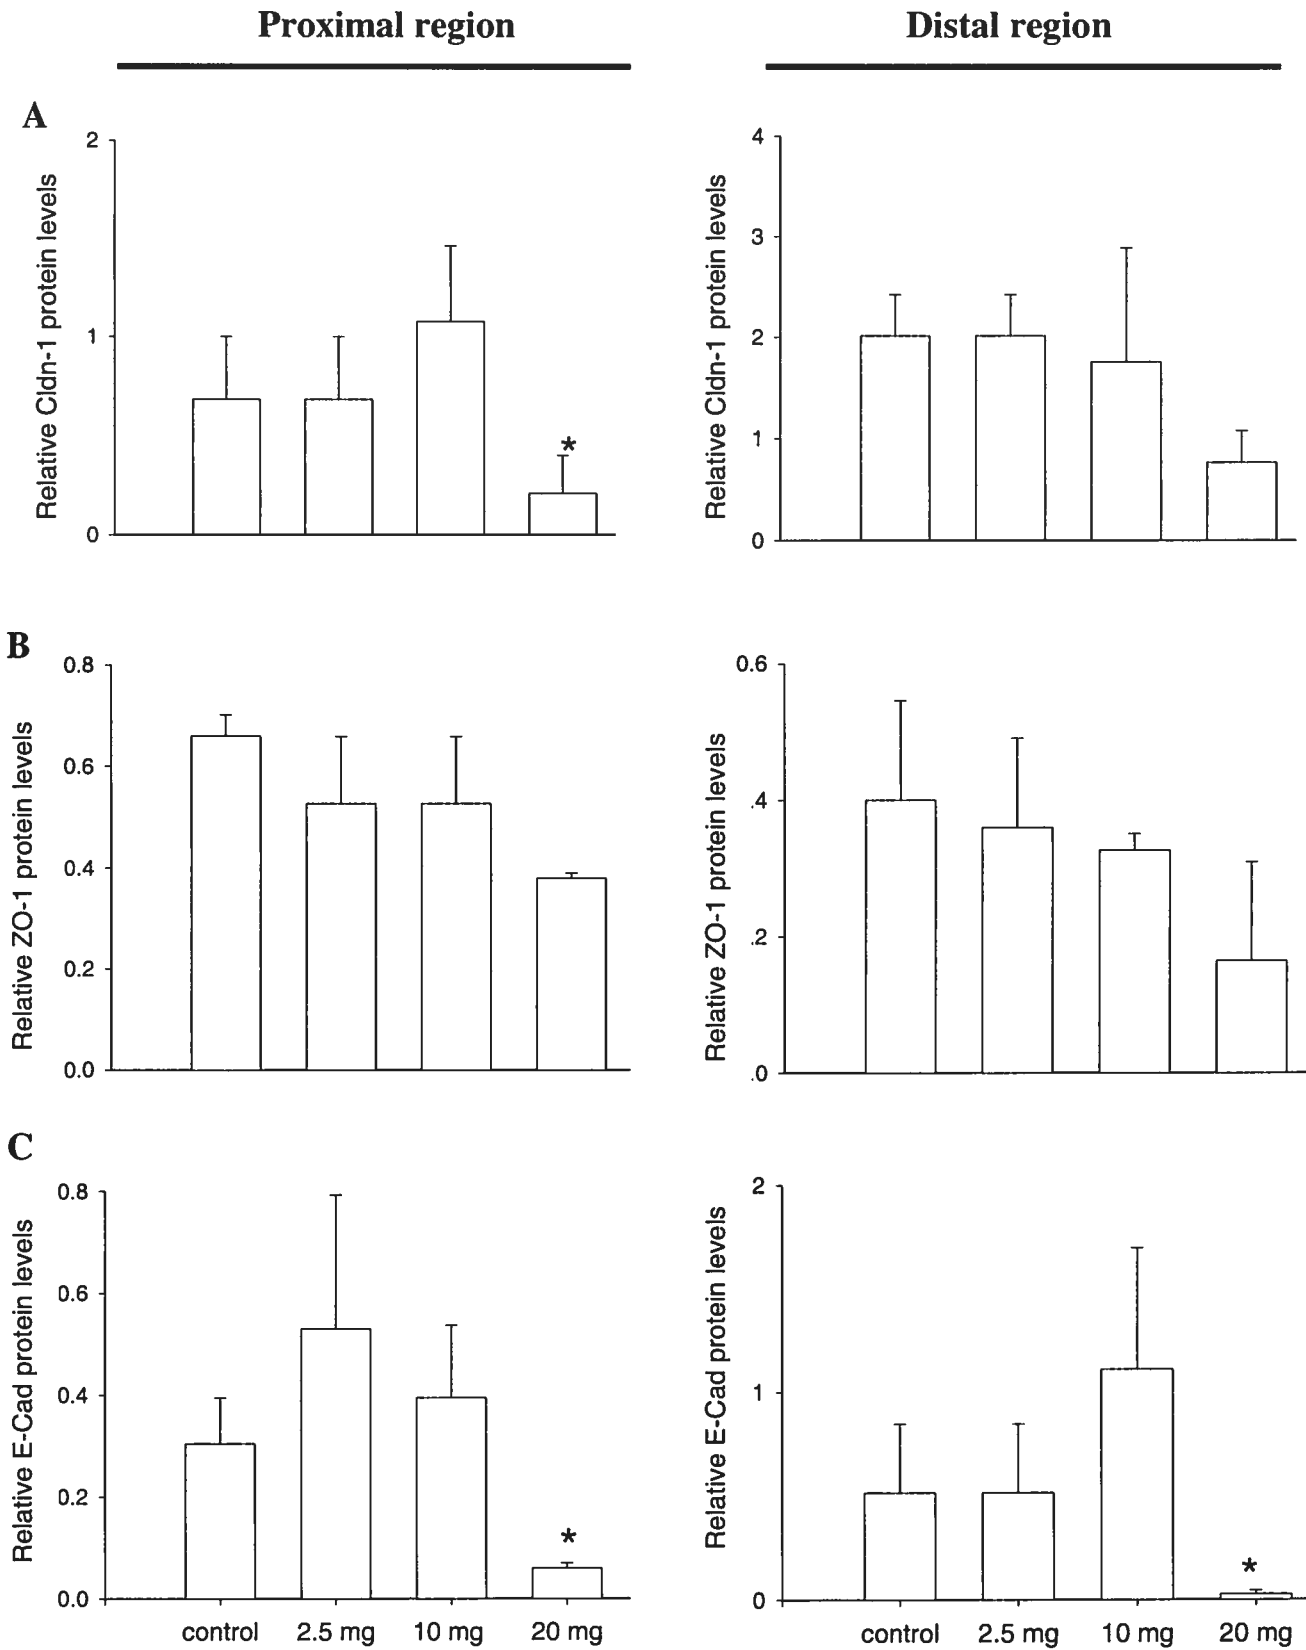 Proximal region
Distal region
A
Relative Cldn-1 protein levels
2
1
0
*
Relative Cldn-1 protein levels
4
3
2
1
0
B
Relative ZO-1 protein levels
0.8
0.6
0.4
0.2
0.0
Relative ZO-1 protein levels
0.6
.4
.2
.0
C
Relative E-Cad protein levels
0.8
0.6
0.4
0.2
0.0
*
control 2.5 mg 10 mg 20 mg
Relative E-Cad protein levels
2
1
0
*
control 2.5 mg 10 mg 20 mg